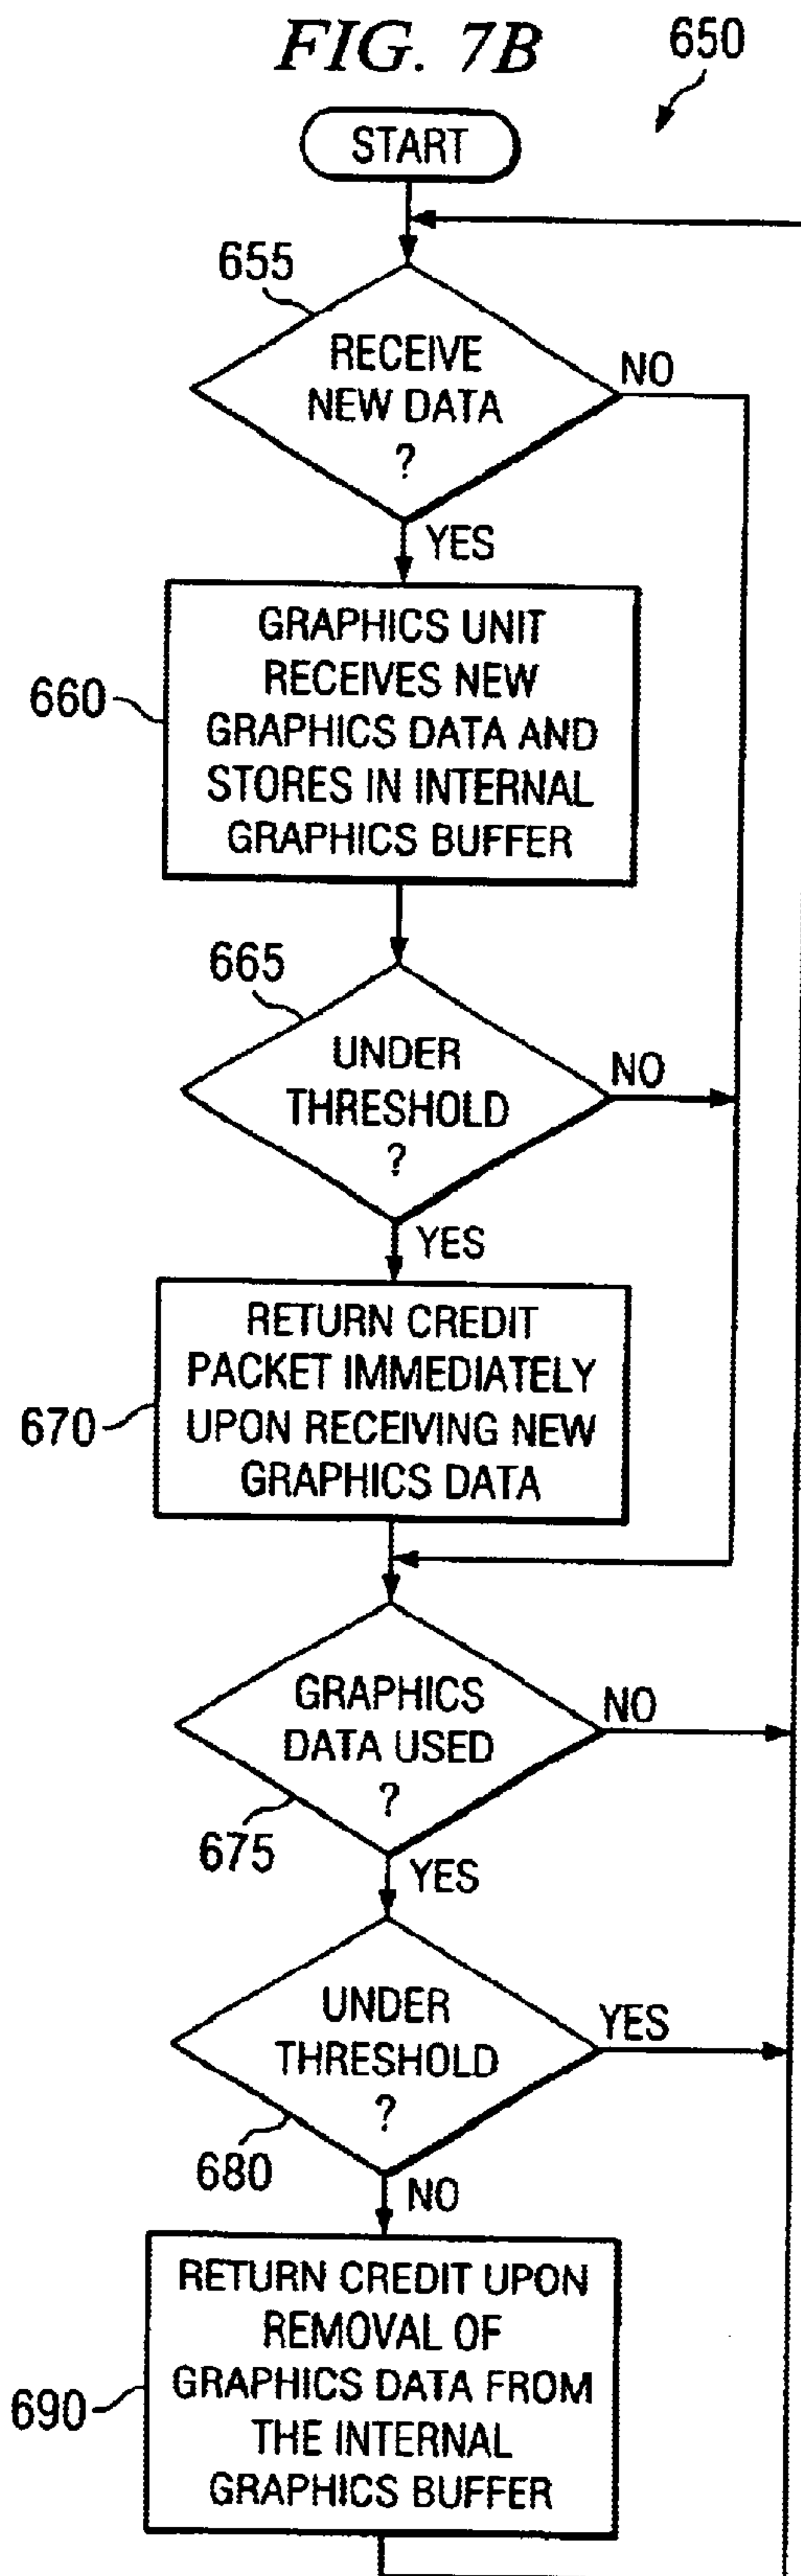 FIG. 7B
650
START
655
RECEIVE
NEW DATA
?
NO
YES
660
GRAPHICS UNIT
RECEIVES NEW
GRAPHICS DATA AND
STORES IN INTERNAL
GRAPHICS BUFFER
665
UNDER
THRESHOLD
?
NO
YES
670
RETURN CREDIT
PACKET IMMEDIATELY
UPON RECEIVING NEW
GRAPHICS DATA
GRAPHICS
DATA USED
?
NO
675
YES
UNDER
THRESHOLD
?
YES
680
NO
690
RETURN CREDIT UPON
REMOVAL OF
GRAPHICS DATA FROM
THE INTERNAL
GRAPHICS BUFFER